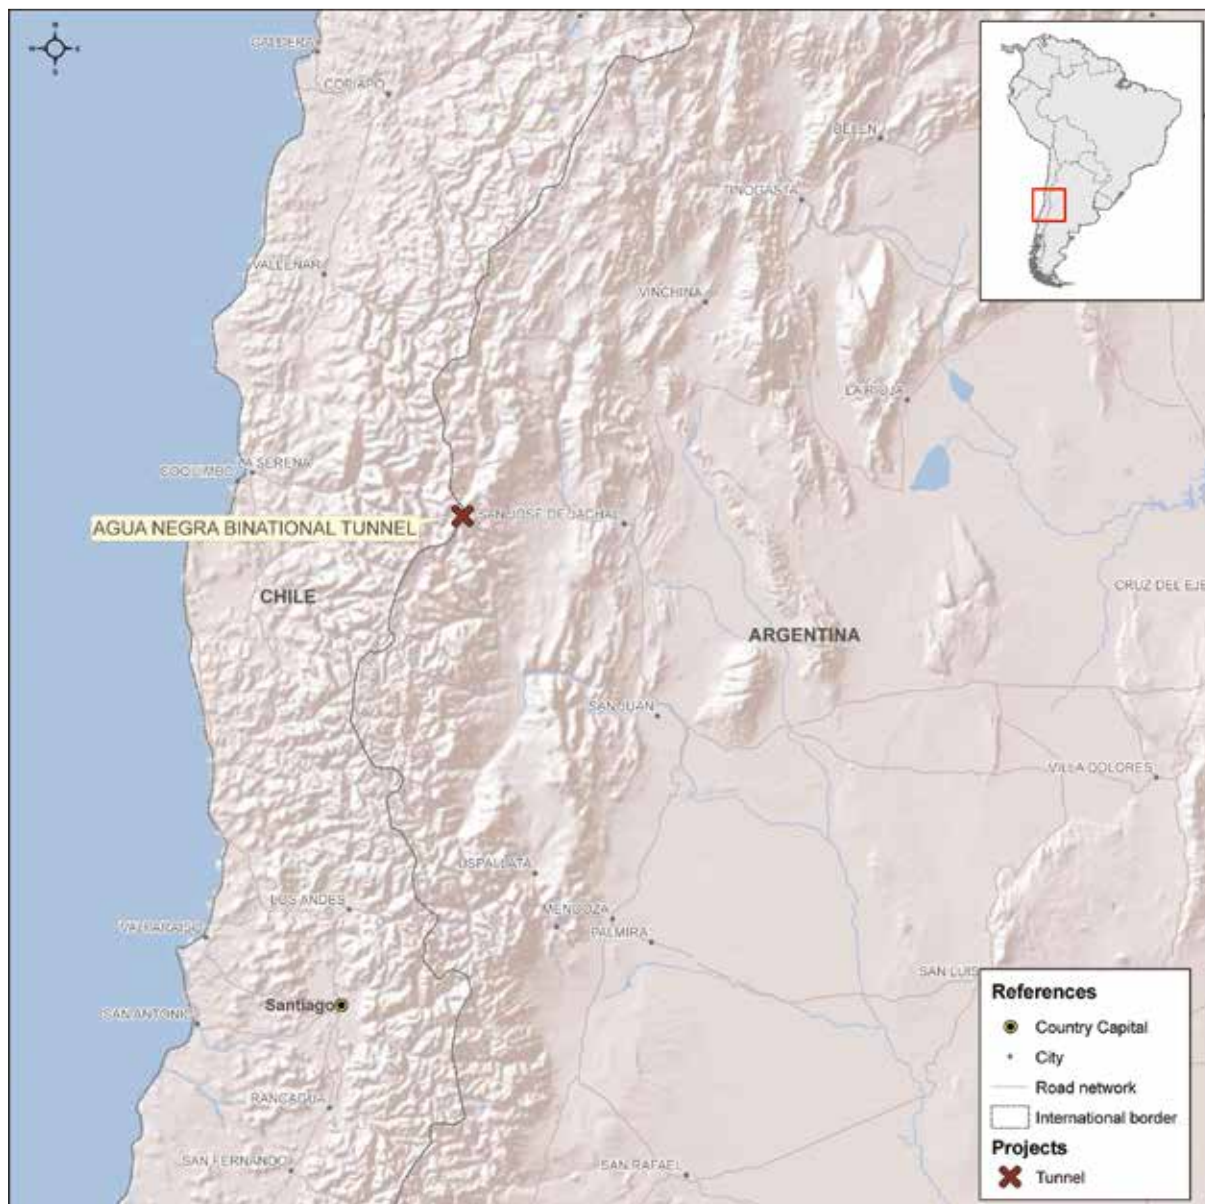 N
W
E
S
CALDERA
COPIAPO
BELEN
TINOGASTA
VALLENAR
VINCHINA
LA RIOJA
COQUIMBO
LA SERENA
AGUA NEGRA BINATIONAL TUNNEL
SAN JOSE DE JACHAL
CHILE
CRUZ DEL EJE
ARGENTINA
SAN JUAN
VILLA DOLORES
USPALLATA
LOS ANDES
MENDOZA
VALPARAISO
PALMIRA
SAN LUIS
Santiago
SAN ANTONIO
RANCAGUA
SAN FERNANDO
SAN RAFAEL
References
Country Capital
City
Road network
International border
Projects
Tunnel